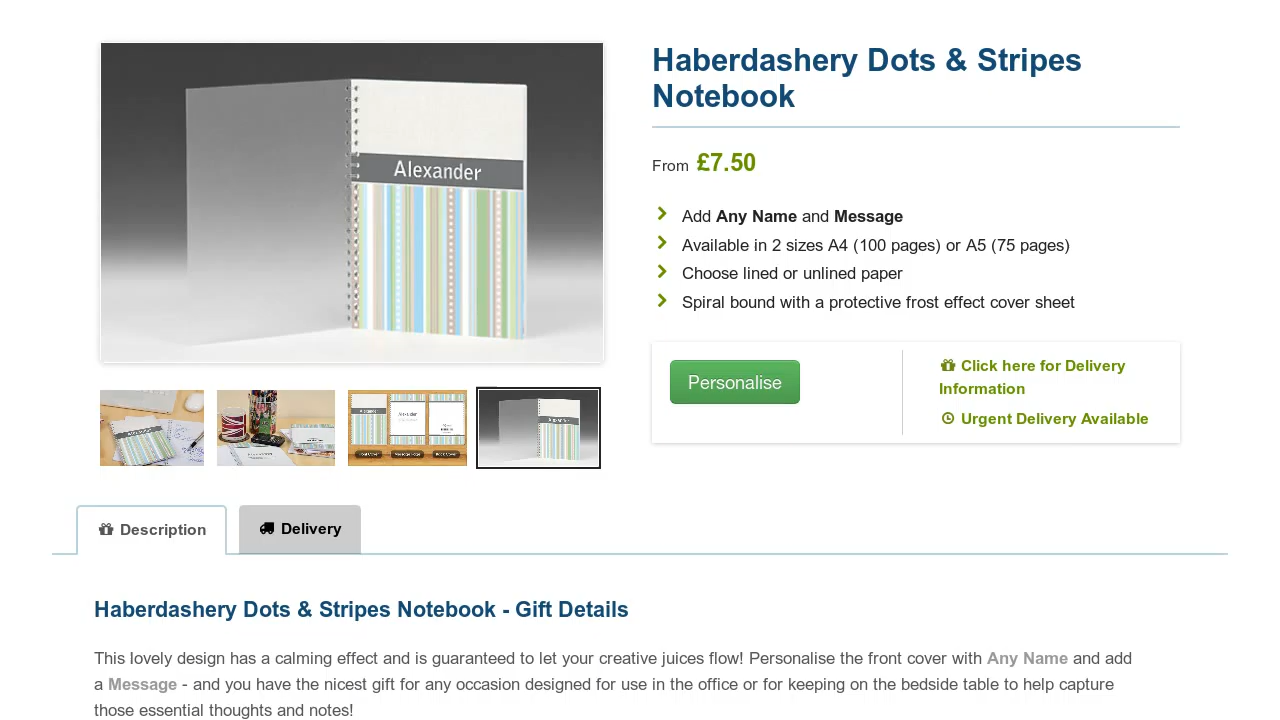 Haberdashery Dots & Stripes
Notebook
From £7.50
Add Any Name and Message
Available in 2 sizes A4 (100 pages) or A5 (75 pages)
Choose lined or unlined paper
Spiral bound with a protective frost effect cover sheet
Personalise
Click here for Delivery
Information
Urgent Delivery Available
Alexander
Description
Delivery
Haberdashery Dots & Stripes Notebook - Gift Details
This lovely design has a calming effect and is guaranteed to let your creative juices flow! Personalise the front cover with Any Name and add
a Message - and you have the nicest gift for any occasion designed for use in the office or for keeping on the bedside table to help capture
those essential thoughts and notes!